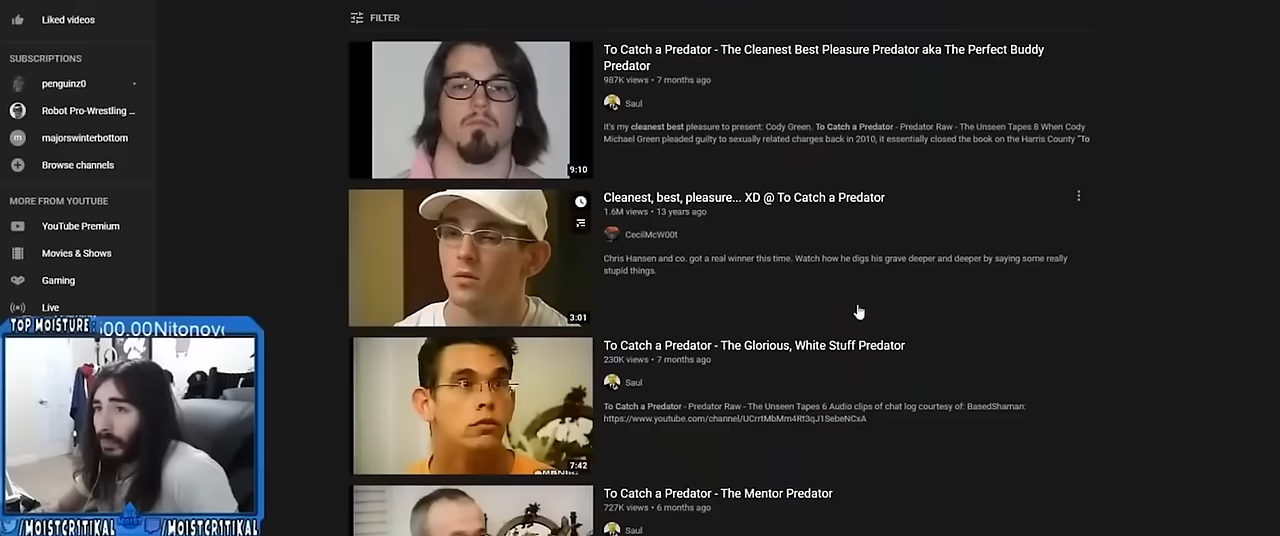 Liked videos
FILTER
SUBSCRIPTIONS
penguinz0
Robot Pro-Wrestling ...
m majorswinterbottom
Browse channels
MORE FROM YOUTUBE
YouTube Premium
Movies & Shows
Gaming
Live
To Catch a Predator - The Cleanest Best Pleasure Predator aka The Perfect Buddy
Predator
987K views • 7 months ago
Saul
It's my cleanest best pleasure to present: Cody Green. To Catch a Predator - Predator Raw - The Unseen Tapes 8 When Cody
Michael Green pleaded guilty to sexually related charges back in 2010, it essentially closed the book on the Harris County "To
9:10
Cleanest, best, pleasure... XD @ To Catch a Predator
1.6M views • 13 years ago
CecilMcW00t
Chris Hansen and co. got a real winner this time. Watch how he digs his grave deeper and deeper by saying some really
stupid things.
3:01
To Catch a Predator - The Glorious, White Stuff Predator
230K views • 7 months ago
Saul
To Catch a Predator - Predator Raw - The Unseen Tapes 6 Audio clips of chat log courtesy of: BasedShaman:
https://www.youtube.com/channel/UCrrtMbMm4Rt3qJ1SebeNCxA
7:42
To Catch a Predator - The Mentor Predator
727K views • 6 months ago
Saul
TOP MOISTURE:
/MOISTCR1TIKAL
/MOISTCR1TIKAL